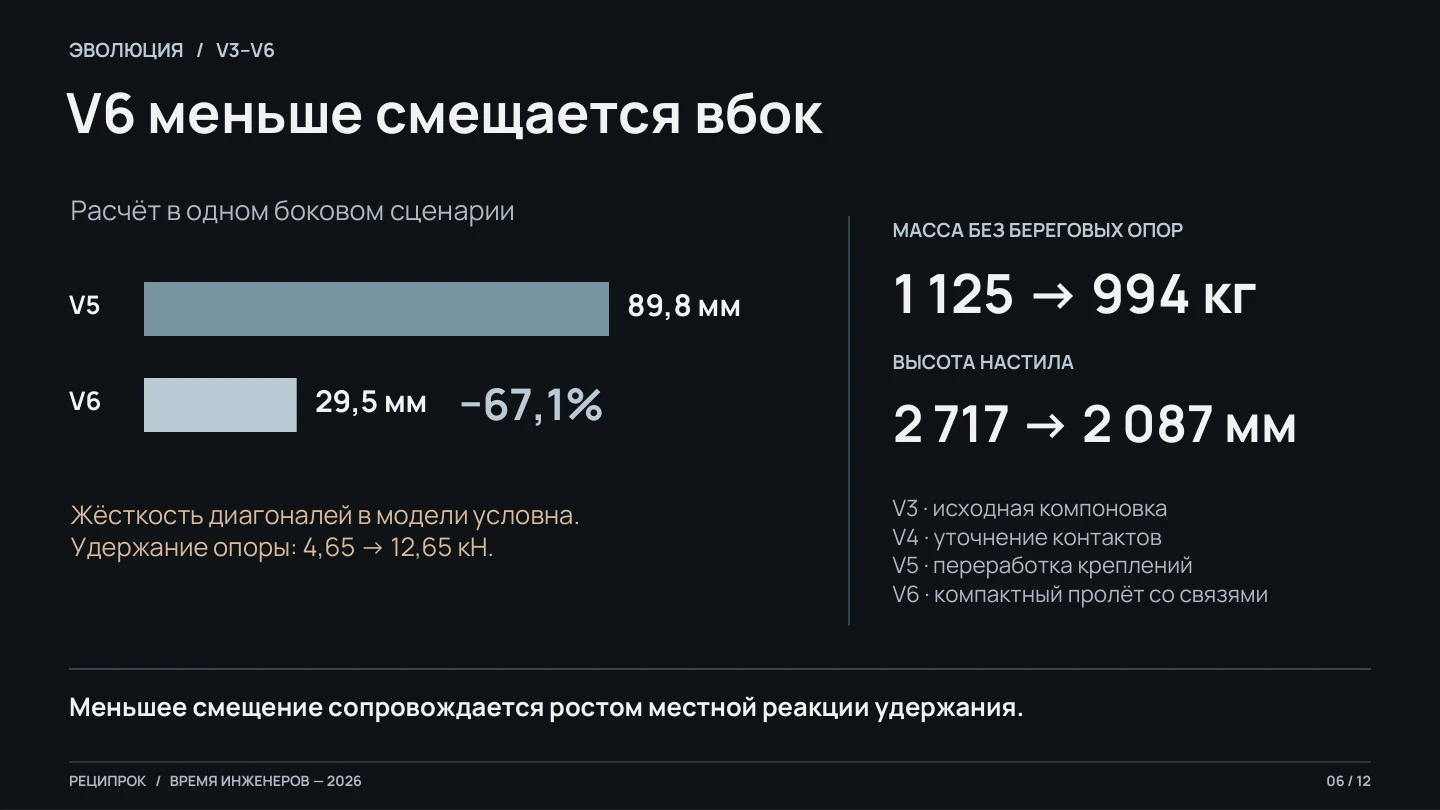 ЭВОЛЮЦИЯ / V3–V6
V6 меньше смещается вбок
Расчёт в одном боковом сценарии
V5
89,8 мм
V6
29,5 мм
−67,1%
Жёсткость диагоналей в модели условна.
Удержание опоры: 4,65 → 12,65 кН.
МАССА БЕЗ БЕРЕГОВЫХ ОПОР
1 125 → 994 кг
ВЫСОТА НАСТИЛА
2 717 → 2 087 мм
V3 · исходная компоновка
V4 · уточнение контактов
V5 · переработка креплений
V6 · компактный пролёт со связями
Меньшее смещение сопровождается ростом местной реакции удержания.
РЕЦИПРОК / ВРЕМЯ ИНЖЕНЕРОВ — 2026
06 / 12